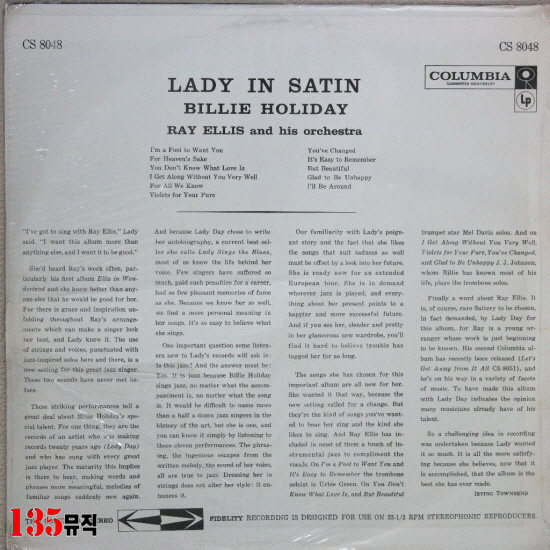 CS 8048
CS 8048
LADY IN SATIN
BILLIE HOLIDAY
RAY ELLIS and his orchestra
COLUMBIA
GUARANTEED HIGH-FIDELITY
Lp
I'm a Fool to Want You
For Heaven's Sake
You Don't Know What Love Is
I Get Along Without You Very Well
For All We Know
Violets for Your Furs
You've Changed
It's Easy to Remember
But Beautiful
Glad to Be Unhappy
I'll Be Around
"I've got to sing with Ray Ellis," Lady
said. "I want this album more than
anything else, and I want it to be good."
She'd heard Ray's work often, par-
ticularly his first album Ellis in Won-
derland and she knew better than any-
one else that he would be good for her.
For there is grace and inspiration un-
folding throughout Ray's arrange-
ments which can make a singer look
her best, and Lady knew it. The use
of strings and voices, punctuated with
jazz-inspired solos here and there, is a
new setting for this great jazz singer.
These two sounds have never met be-
fore.
These striking performances tell a
great deal about Billie Holiday's spe-
cial talent. For one thing, they are the
records of an artist who was making
records twenty years ago (Lady Day)
and who has sung with every great
jazz player. The maturity this implies
is there to hear, making words and
phrases more meaningful, melodies of
familiar songs suddenly new again.
And because Lady Day chose to write
her autobiography, a current best sel-
ler she calls Lady Sings the Blues,
most of us know the life behind her
voice. Few singers have suffered so
much, paid such penalties for a career,
had so few pleasant memories of fame
as she. Because we know her so well,
we find a more personal meaning in
her songs. it's so easy to believe what
she sings.
One important question some listen-
ers new to Lady's records will ask is:
Is this jazz? And the answer must be:
Yes. It is jazz because Billie Holiday
sings jazz, no matter what the accom-
paniment is, no matter what the song
is. It would be difficult to name more
than a half a dozen jazz singers in the
history of the art, but she is one, and
you can know it simply by listening to
these eleven performances. The phras-
ing, the ingenious escapes from the
written melody, the sound of her voice,
all are true to jazz. Dressing her in
strings does not alter her style: it en-
hances it.
Our familiarity with Lady's poign-
ant story and the fact that she likes
the songs that suit sadness so well
must be offset by a look into her future.
She is ready now for an extended
European tour. She is in demand
wherever jazz is played, and every-
thing about her present points to a
happier and more successful future.
And if you see her, slender and pretty
in her glamorous new wardrobe, you'll
find it hard to believe trouble has
tagged her for so long.
The songs she has chosen for this
important album are all new for her.
She wanted it that way, because the
new setting called for a change. But
they're the kind of songs you've want-
ed to hear her sing and the kind she
likes to sing. And Ray Ellis has in-
cluded in most of them a touch of in-
strumental jazz to compliment the
vocals. On I'm a Fool to Want You and
It's Easy to Remember the trombone
soloist is Urbie Green. On You Don't
Know What Love Is, and But Beautiful
trumpet star Mel Davis solos. And on
I Get Along Without You Very Well,
Violets for Your Furs, You've Changed,
and Glad to Be Unhappy J. J. Johnson,
whom Billie has known most of his
life, plays the trombone solos.
Finally a word about Ray Ellis. It
is, of course, rare flattery to be chosen,
in fact demanded, by Lady Day for
this album, for Ray is a young ar-
ranger whose work is just beginning
to be known. His second Columbia al-
bum has recently been released (Let's
Get Away from It All CS 8051), and
he's on his way in a variety of facets
of music. To have made this album
with Lady Day indicates the opinion
many musicians already have of his
talent.
So a challenging idea in recording
was undertaken because Lady wanted
it so much. It is all the more satisfy-
ing because she believes, now that it
is accomplished, that the album is the
best she has ever made.
IRVING TOWNSEND
135뮤직
FIDELITY RECORDING IS DESIGNED FOR USE ON 33-1/3 RPM STEREOPHONIC REPRODUCERS.